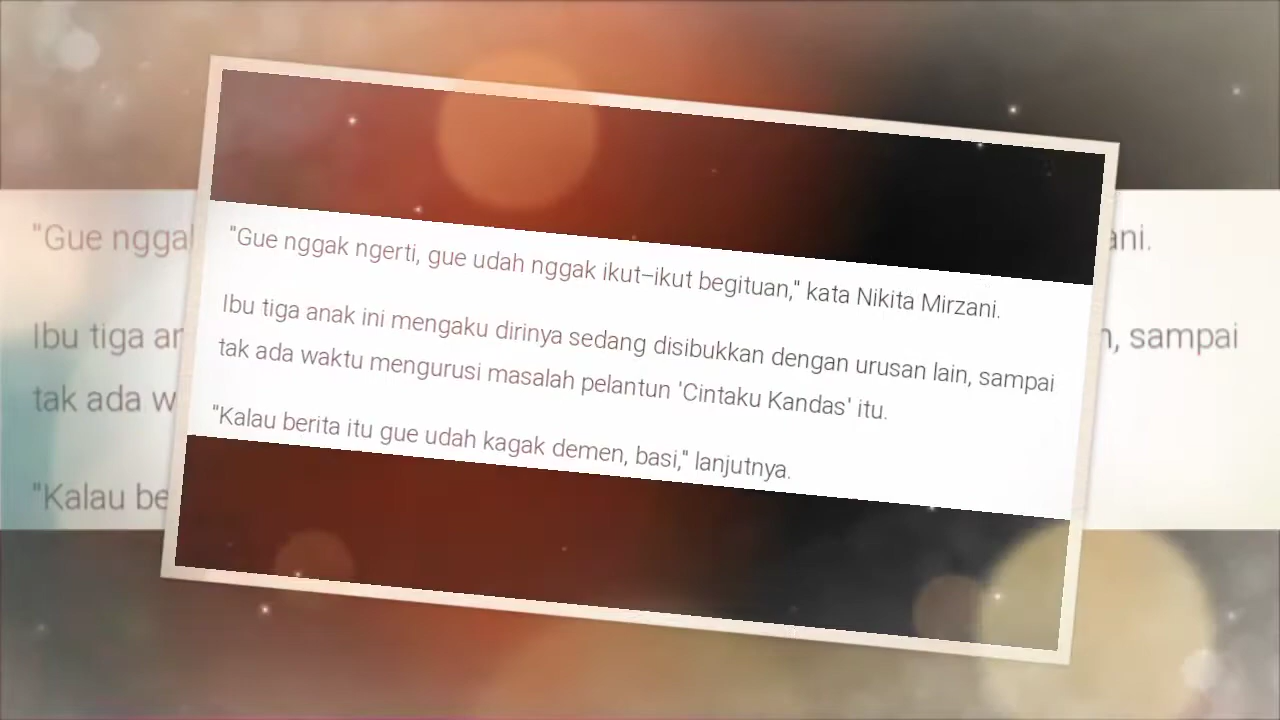 "Gue nggak ngerti, gue udah nggak ikut-ikut begituan," kata Nikita Mirzani.
Ibu tiga anak ini mengaku dirinya sedang disibukkan dengan urusan lain, sampai
tak ada waktu mengurusi masalah pelantun 'Cintaku Kandas' itu.
"Kalau berita itu gue udah kagak demen, basi," lanjutnya.